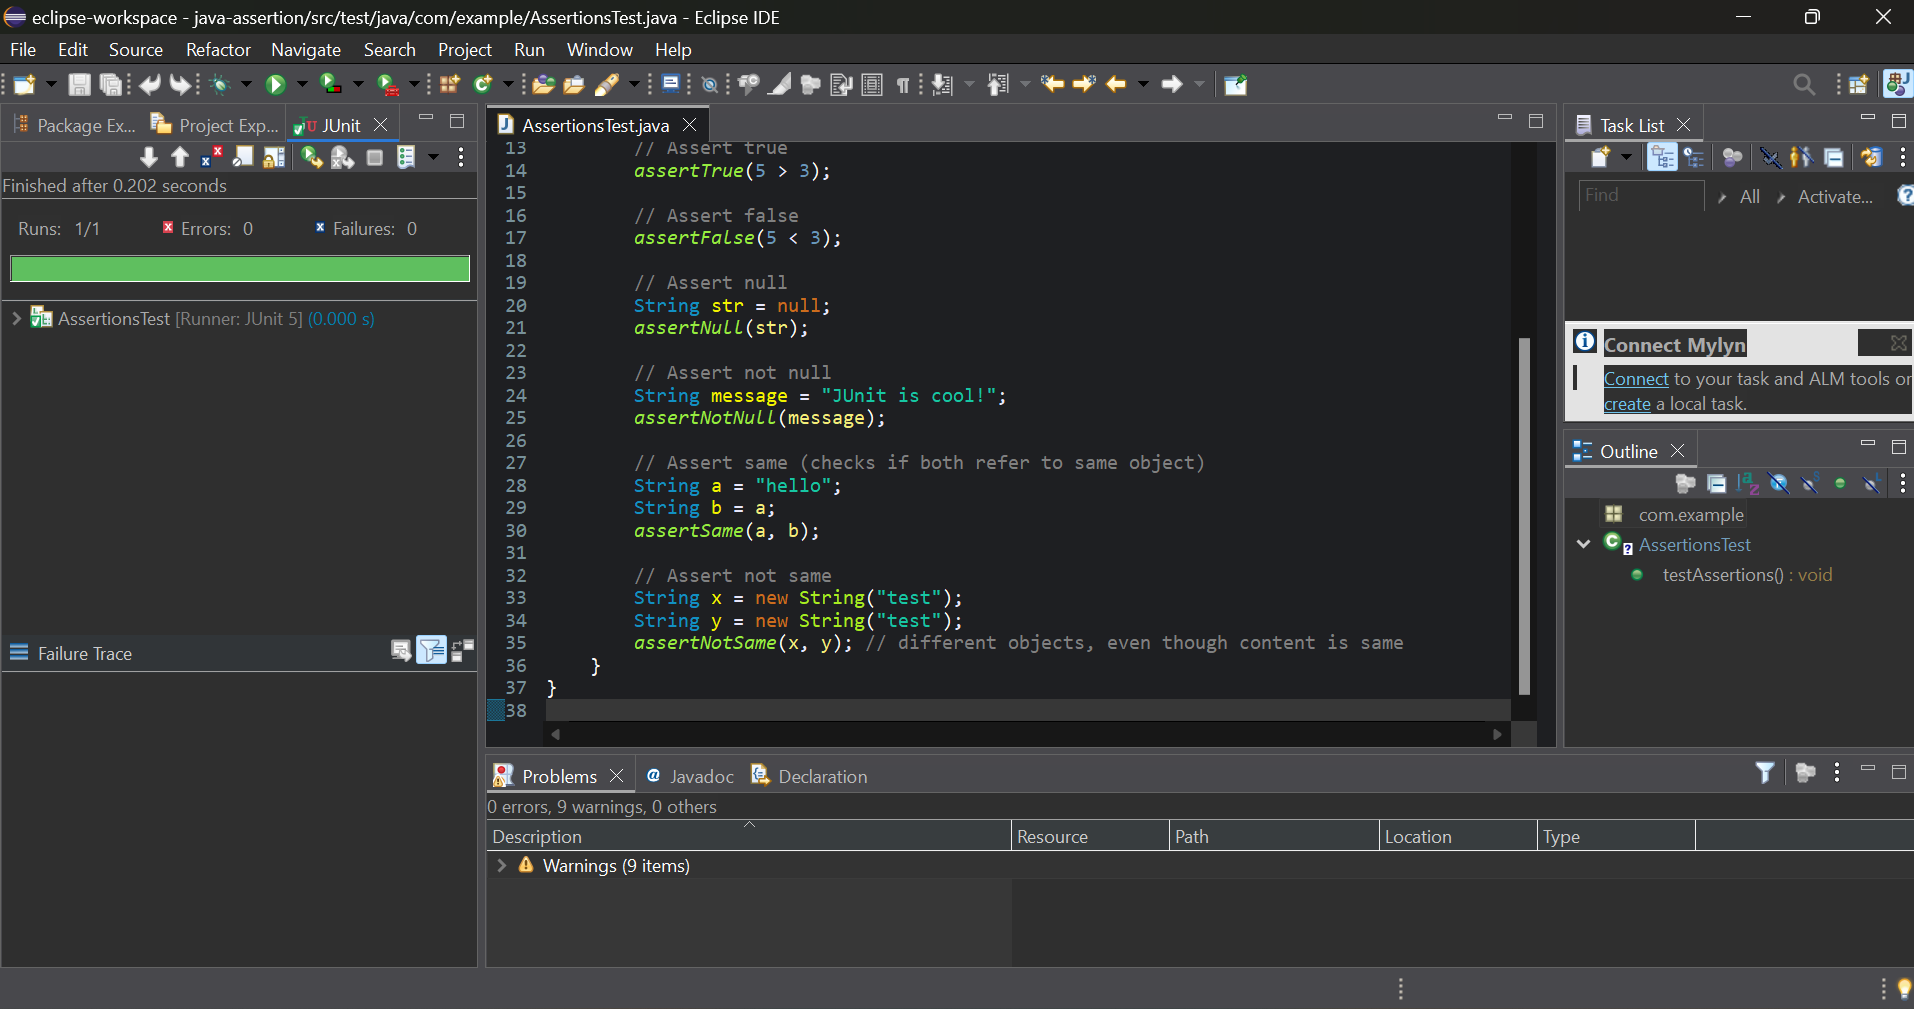 eclipse-workspace - java-assertion/src/test/java/com/example/AssertionsTest.java - Eclipse IDE
File Edit Source Refactor Navigate Search Project Run Window Help
Package Ex... Project Exp... JUnit
Finished after 0.202 seconds
Runs: 1/1 Errors: 0 Failures: 0
AssertionsTest [Runner: JUnit 5] (0.000 s)
Failure Trace
AssertionsTest.java
13 // Assert true
14 assertTrue(5 > 3);
15
16 // Assert false
17 assertFalse(5 < 3);
18
19 // Assert null
20 String str = null;
21 assertNull(str);
22
23 // Assert not null
24 String message = "JUnit is cool!";
25 assertNotNull(message);
26
27 // Assert same (checks if both refer to same object)
28 String a = "hello";
29 String b = a;
30 assertSame(a, b);
31
32 // Assert not same
33 String x = new String("test");
34 String y = new String("test");
35 assertNotSame(x, y); // different objects, even though content is same
36 }
37 }
38
Task List
Find All Activate...
Connect Mylyn
Connect to your task and ALM tools or
create a local task.
Outline
com.example
AssertionsTest
testAssertions() : void
Problems Javadoc Declaration
0 errors, 9 warnings, 0 others
Description Resource Path Location Type
Warnings (9 items)